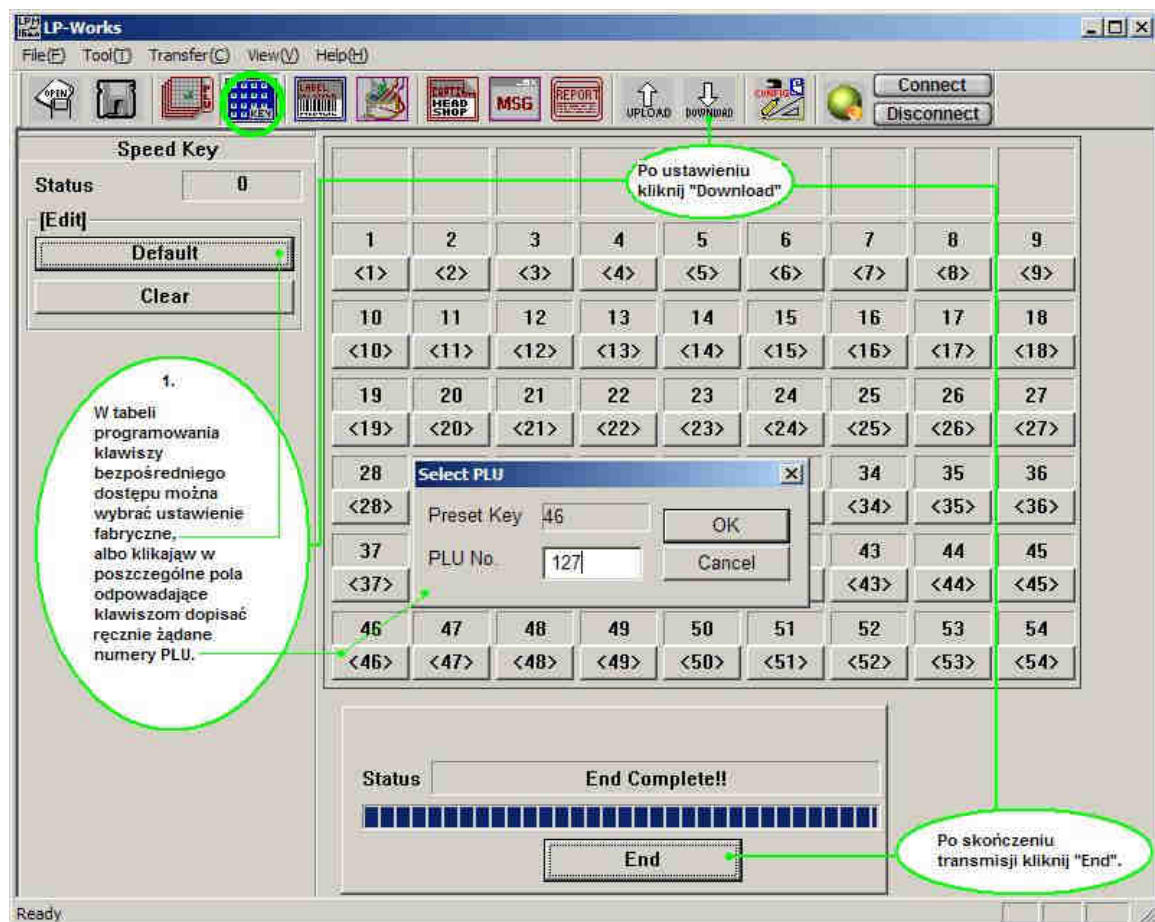 LP-Works
File(F) Tool(T) Transfer(C) View(V) Help(H)
OPEN
KEY
LABEL
HEAD
SHOP
MSG
REPORT
UPLOAD
DOWNLOAD
CONFIG
Connect
Disconnect
Speed Key
Status 0
[Edit]
Default
Clear
Po ustawieniu
kliknij "Download"
1 2 3 4 5 6 7 8 9
<1> <2> <3> <4> <5> <6> <7> <8> <9>
10 11 12 13 14 15 16 17 18
<10> <11> <12> <13> <14> <15> <16> <17> <18>
19 20 21 22 23 24 25 26 27
<19> <20> <21> <22> <23> <24> <25> <26> <27>
28 34 35 36
<28> <34> <35> <36>
37 43 44 45
<37> <43> <44> <45>
46 47 48 49 50 51 52 53 54
<46> <47> <48> <49> <50> <51> <52> <53> <54>
1.
W tabeli
programowania
klawiszy
bezpośredniego
dostępu można
wybrać ustawienie
fabryczne,
albo klikająw w
poszczególne pola
odpowadające
klawiszom dopisać
ręcznie żądane
numery PLU.
Select PLU
Preset Key 46
OK
PLU No. 127
Cancel
Status End Complete!!
End
Po skończeniu
transmisji kliknij "End".
Ready